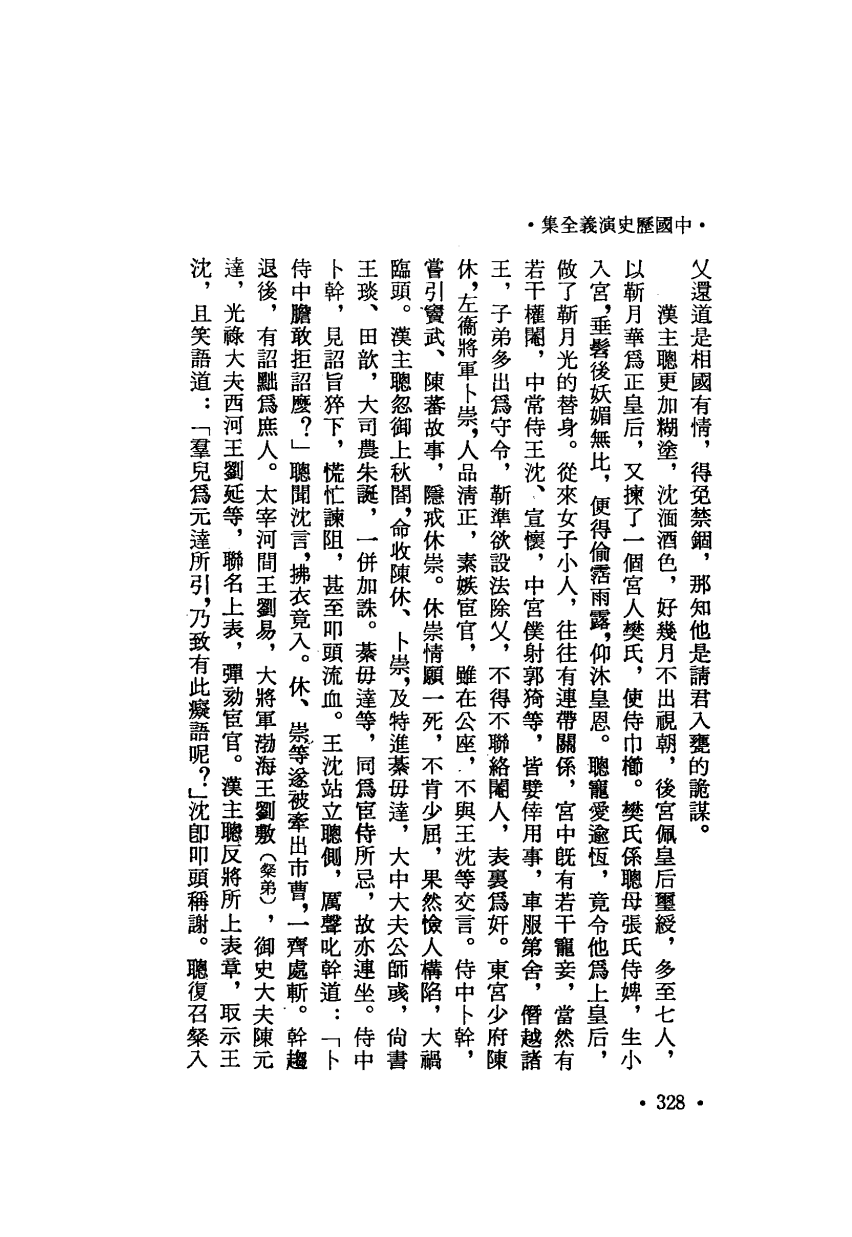 ·中國歷史演義全集·
乂還道是相國有情，得免禁錮，那知他是請君入甕的詭謀。
漢主聰更加糊塗，沈湎酒色，好幾月不出視朝，後宮佩皇后璽綬，多至七人，
以靳月華爲正皇后，又揀了一個宮人樊氏，使侍巾櫛。樊氏係聰母張氏侍婢，生小
入宮，垂髫後妖媚無比，便得偷霑雨露，仰沐皇恩。聰寵愛逾恆，竟令他爲上皇后，
做了靳月光的替身。從來女子小人，往往有連帶關係，宮中旣有若干寵妾，當然有
若干權閹，中常侍王沈、宣懷，中宮僕射郭猗等，皆嬖倖用事，車服第舍，僭越諸
王，子弟多出爲守令，靳準欲設法除乂，不得不聯絡閹人，表裏爲奸。東宮少府陳
休，左衞將軍卜崇，人品清正，素嫉宦官，雖在公座，不與王沈等交言。侍中卜幹，
嘗引竇武、陳蕃故事，隱戒休崇。休崇情願一死，不肯少屈，果然憸人構陷，大禍
臨頭。漢主聰忽御上秋閤，命收陳休、卜崇，及特進綦毋達，大中大夫公師彧，尙書
王琰、田歆，大司農朱誕，一併加誅。綦毋達等，同爲宦侍所忌，故亦連坐。侍中
卜幹，見詔旨猝下，慌忙諫阻，甚至叩頭流血。王沈站立聰側，厲聲叱幹道：「卜
侍中膽敢拒詔麼？」聰聞沈言，拂衣竟入。休、崇等遂被牽出市曹，一齊處斬。幹趨
退後，有詔黜爲庶人。太宰河間王劉易，大將軍渤海王劉敷（粲弟），御史大夫陳元
達，光祿大夫西河王劉延等，聯名上表，彈劾宦官。漢主聰反將所上表章，取示王
沈，且笑語道：「羣兒爲元達所引，乃致有此癡語呢？」沈卽叩頭稱謝。聰復召粲入
·328·